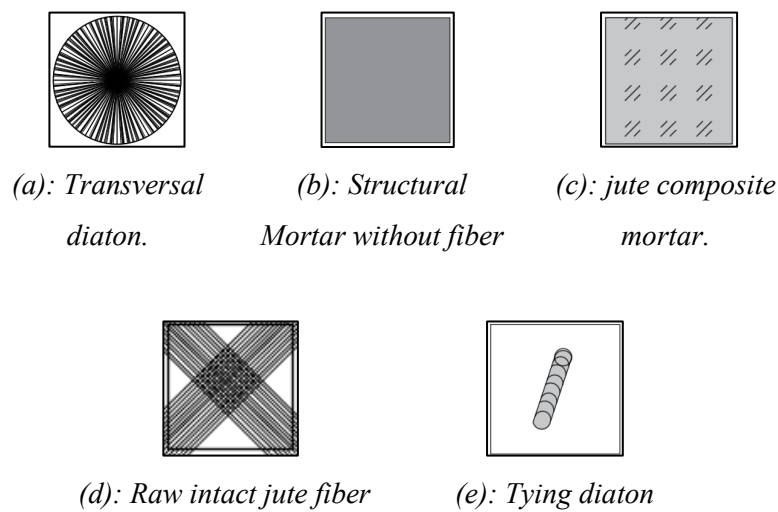 (a): Transversal diaton.
(b): Structural Mortar without fiber
(c): jute composite mortar.
(d): Raw intact jute fiber
(e): Tying diaton